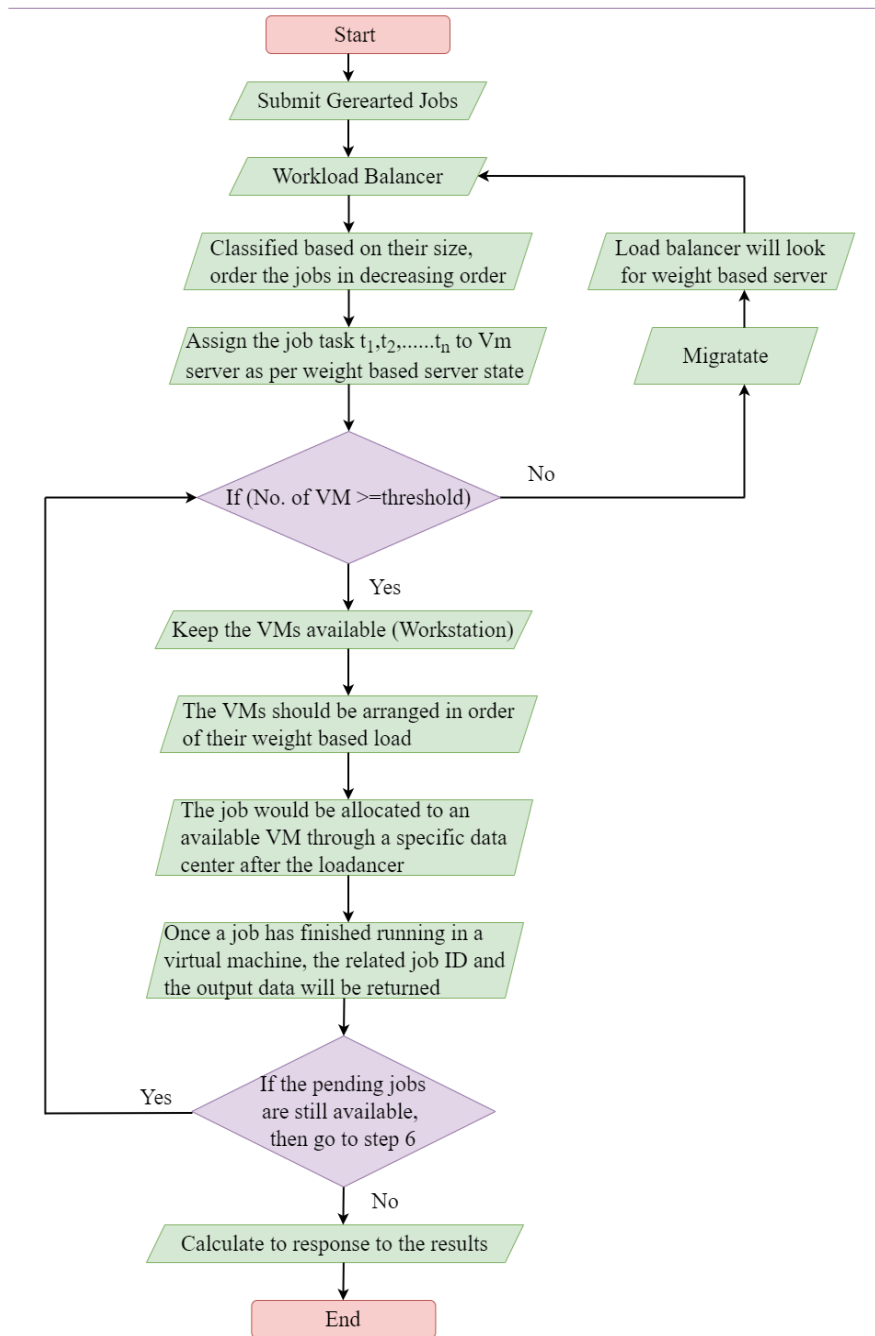 Start
Submit Gerearted Jobs
Workload Balancer
Classified based on their size,
order the jobs in decreasing order
Load balancer will look
for weight based server
Assign the job task t₁,t₂,......tₙ to Vm
server as per weight based server state
Migratate
If (No. of VM >=threshold)
No
Yes
Keep the VMs available (Workstation)
The VMs should be arranged in order
of their weight based load
The job would be allocated to an
available VM through a specific data
center after the loadancer
Once a job has finished running in a
virtual machine, the related job ID and
the output data will be returned
If the pending jobs
are still available,
then go to step 6
Yes
No
Calculate to response to the results
End